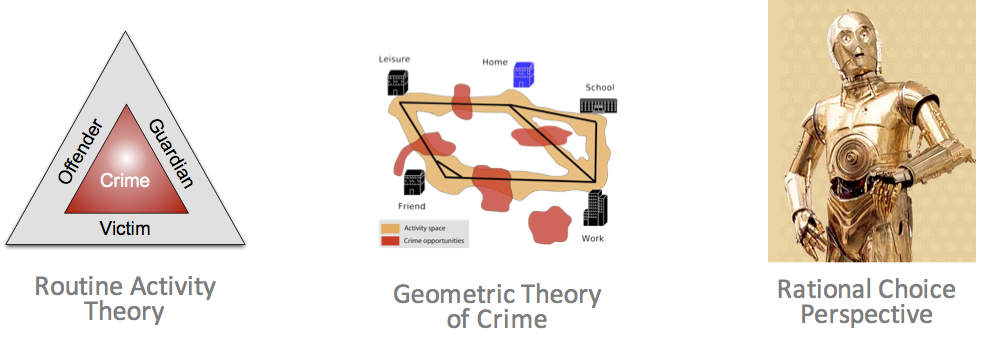 Offender
Guardian
Crime
Victim
Routine Activity
Theory
Leisure
Home
School
Friend
Work
Activity space
Crime opportunities
Geometric Theory
of Crime
Rational Choice
Perspective